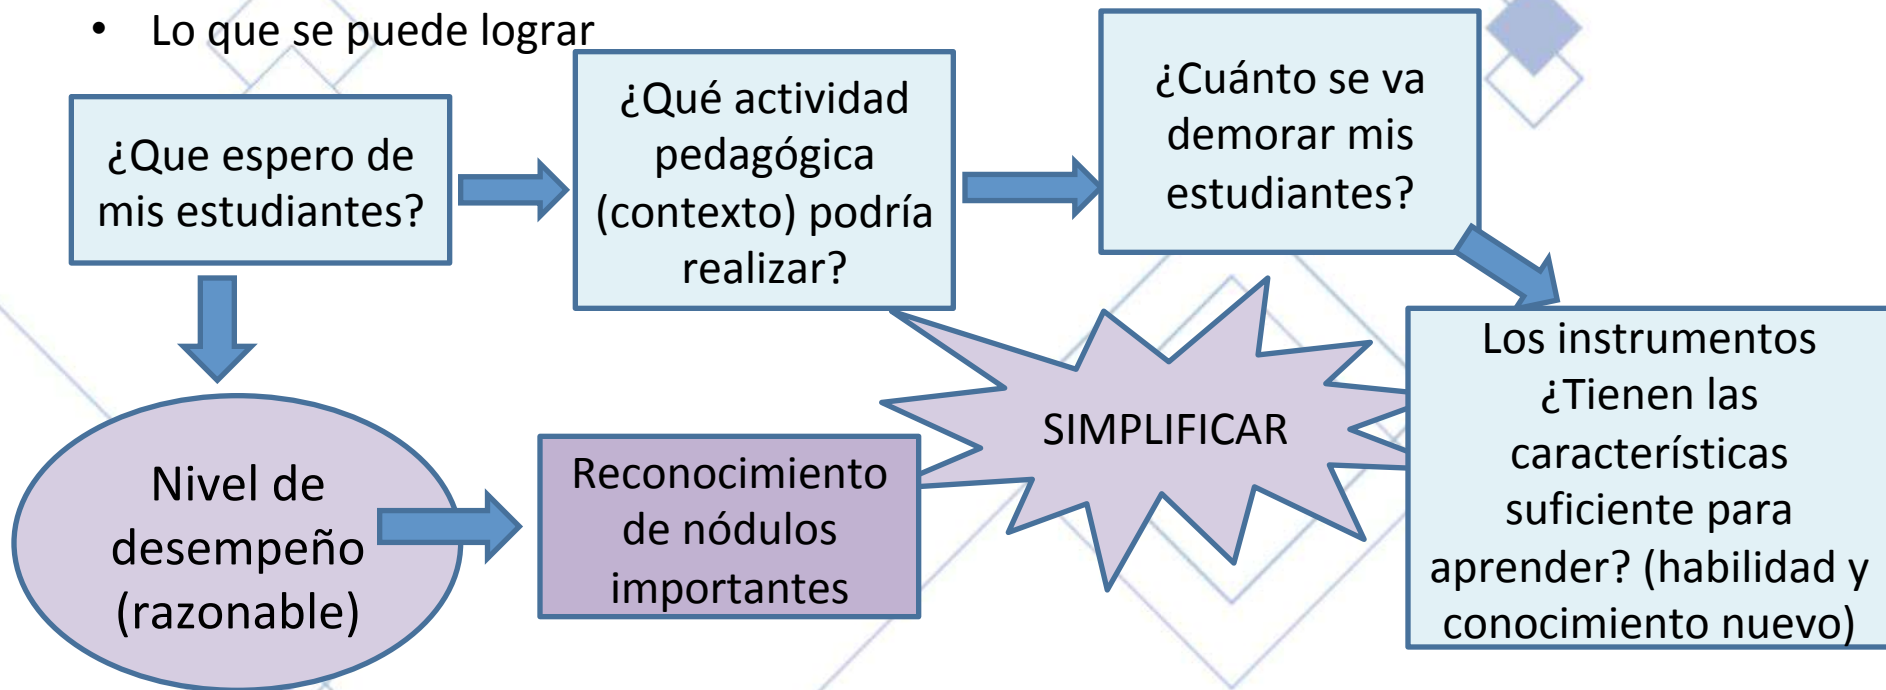 • Lo que se puede lograr
¿Que espero de
mis estudiantes?
¿Qué actividad
pedagógica
(contexto) podría
realizar?
¿Cuánto se va
demorar mis
estudiantes?
Los instrumentos
¿Tienen las
características
suficiente para
aprender? (habilidad y
conocimiento nuevo)
SIMPLIFICAR
Nivel de
desempeño
(razonable)
Reconocimiento
de nódulos
importantes